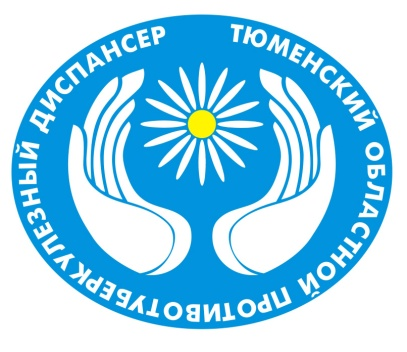 ТЮМЕНСКИЙ ОБЛАСТНОЙ ПРОТИВОТУБЕРКУЛЕЗНЫЙ ДИСПАНСЕР